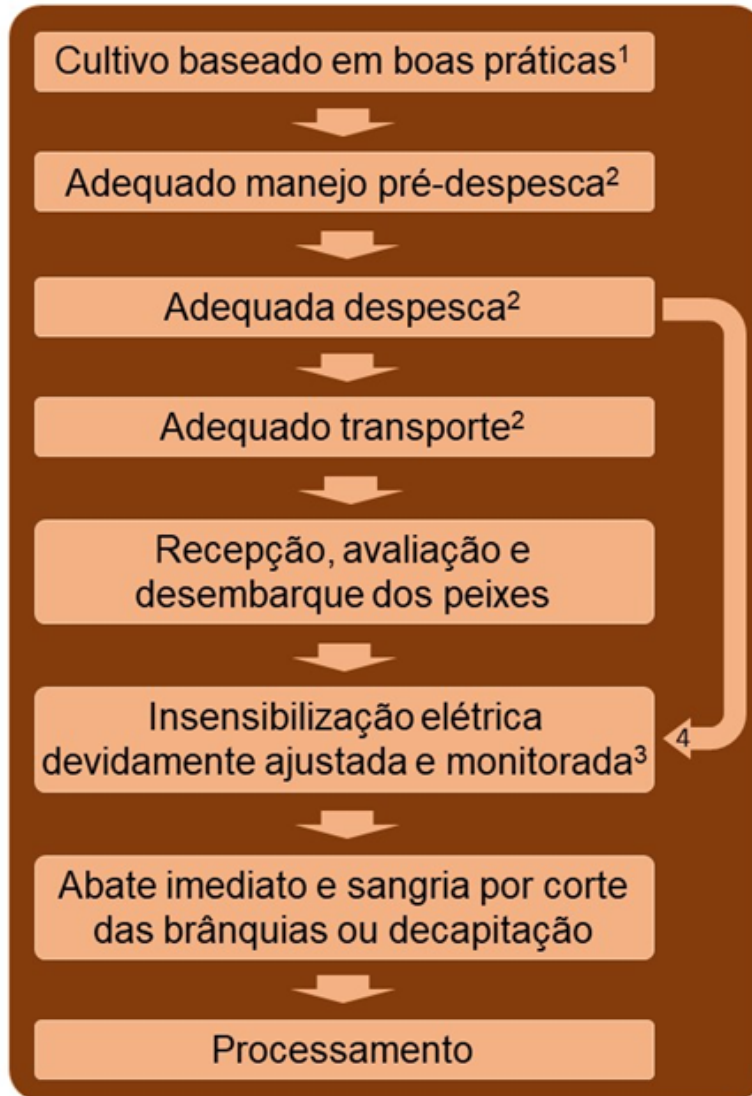 Cultivo baseado em boas práticas¹
Adequado manejo pré-despesca²
Adequada despesca²
Adequado transporte²
Recepção, avaliação e
desembarque dos peixes
Insensibilização elétrica
devidamente ajustada e monitorada³
4
Abate imediato e sangria por corte
das brânquias ou decapitação
Processamento